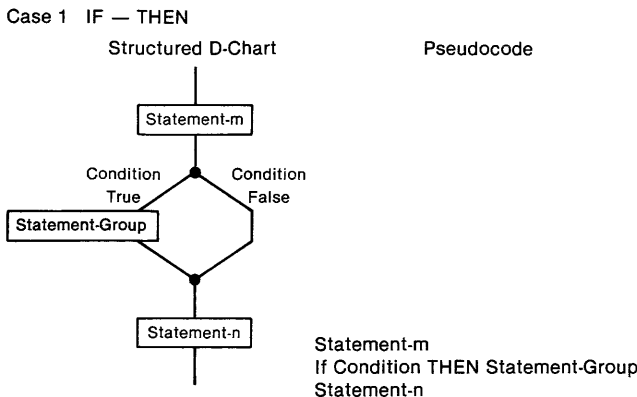 Case 1 IF — THEN
Structured D-Chart
Pseudocode
Statement-m
Condition
True
Condition
False
Statement-Group
Statement-n
Statement-m
If Condition THEN Statement-Group
Statement-n